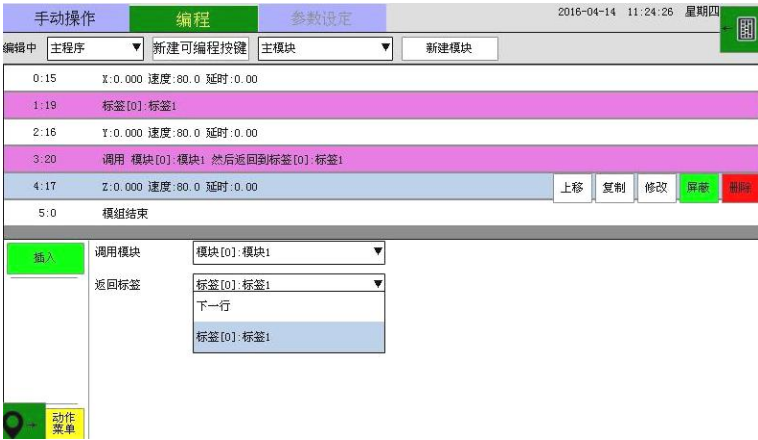 手动操作 编程 参数设定 2016-04-14 11:24:26 星期四
编辑中 主程序 新建可编程按键 主模块 新建模块
0:15 X:0.000 速度:80.0 延时:0.00
1:19 标签[0]:标签1
2:16 Y:0.000 速度:80.0 延时:0.00
3:20 调用 模块[0]:模块1 然后返回到标签[0]:标签1
4:17 Z:0.000 速度:80.0 延时:0.00 上移 复制 修改 屏蔽 删除
5:0 模组结束
插入 调用模块 模块[0]:模块1
返回标签 标签[0]:标签1
下一行
标签[0]:标签1
动作
菜单